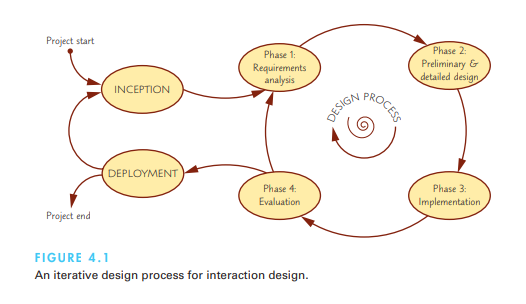 Project start
INCEPTION
DEPLOYMENT
Project end
Phase 1:
Requirements
analysis
Phase 2:
Preliminary &
detailed design
DESIGN PROCESS
Phase 4:
Evaluation
Phase 3:
Implementation
FIGURE 4.1
An iterative design process for interaction design.